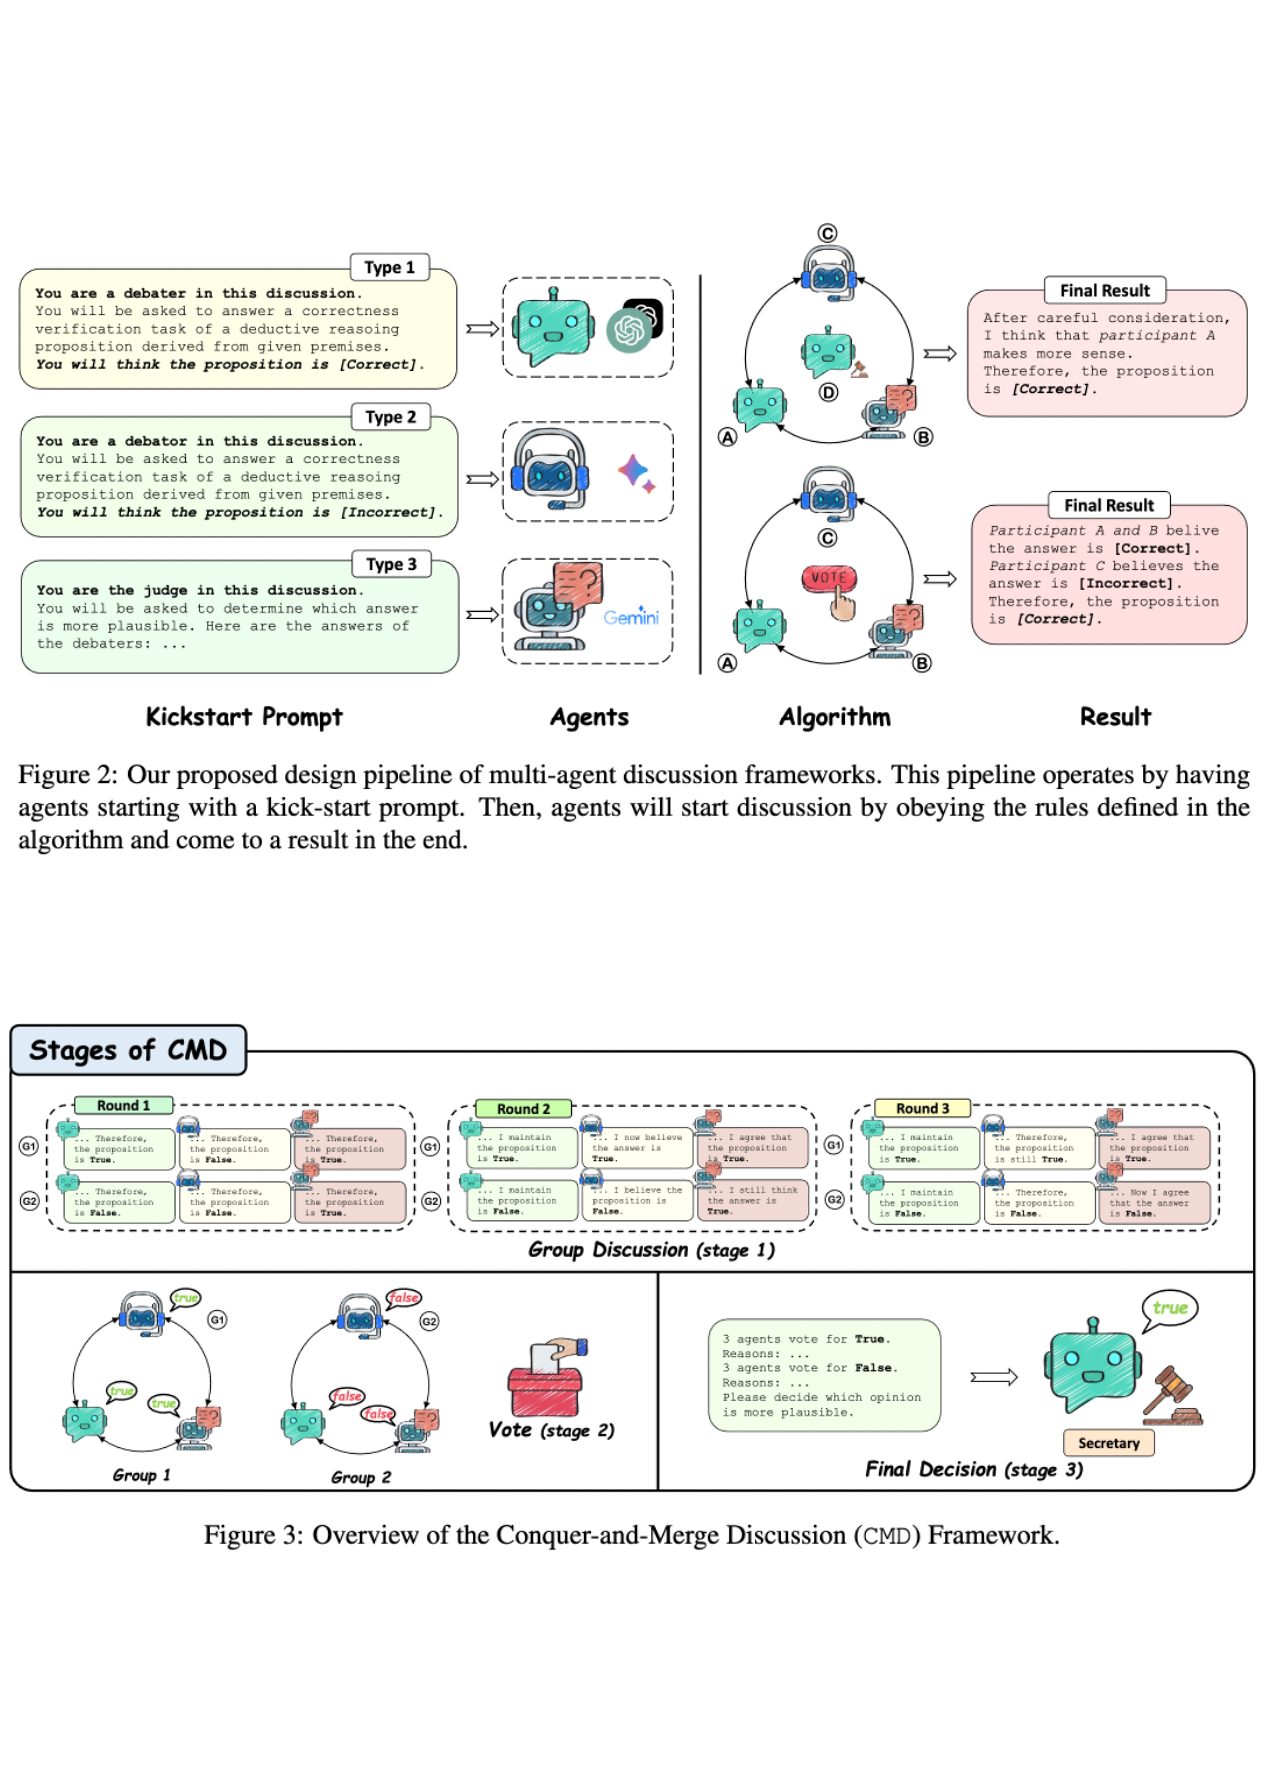 Type 1
You are a debater in this discussion.
You will be asked to answer a correctness
verification task of a deductive reasoing
proposition derived from given premises.
You will think the proposition is [Correct].
Type 2
You are a debator in this discussion.
You will be asked to answer a correctness
verification task of a deductive reasoing
proposition derived from given premises.
You will think the proposition is [Incorrect].
Type 3
You are the judge in this discussion.
You will be asked to determine which answer
is more plausible. Here are the answers of
the debaters: ...
Gemini
C
D
A
B
C
VOTE
A
B
Final Result
After careful consideration,
I think that participant A
makes more sense.
Therefore, the proposition
is [Correct].
Final Result
Participant A and B belive
the answer is [Correct].
Participant C believes the
answer is [Incorrect].
Therefore, the proposition
is [Correct].
Kickstart Prompt
Agents
Algorithm
Result
Figure 2: Our proposed design pipeline of multi-agent discussion frameworks. This pipeline operates by having
agents starting with a kick-start prompt. Then, agents will start discussion by obeying the rules defined in the
algorithm and come to a result in the end.
Stages of CMD
Round 1
G1
... Therefore,
the proposition
is True.
... Therefore,
the proposition
is False.
... Therefore,
the proposition
is True.
G2
... Therefore,
the proposition
is False.
... Therefore,
the proposition
is False.
... Therefore,
the proposition
is True.
Round 2
G1
... I maintain
the proposition
is True.
... I now believe
the answer is
True.
... I agree that
the proposition
is True.
G2
... I maintain
the proposition
is False.
... I believe the
proposition is
False.
... I still think
the answer is
True.
Round 3
G1
... I maintain
the proposition
is True.
... Therefore,
the proposition
is still True.
... I agree that
the proposition
is True.
G2
... I maintain
the proposition
is False.
... Therefore,
the proposition
is False.
... Now I agree
that the answer
is False.
Group Discussion (stage 1)
true
G1
true
true
Group 1
false
G2
false
false
Group 2
Vote (stage 2)
3 agents vote for True.
Reasons: ...
3 agents vote for False.
Reasons: ...
Please decide which opinion
is more plausible.
true
Secretary
Final Decision (stage 3)
Figure 3: Overview of the Conquer-and-Merge Discussion (CMD) Framework.